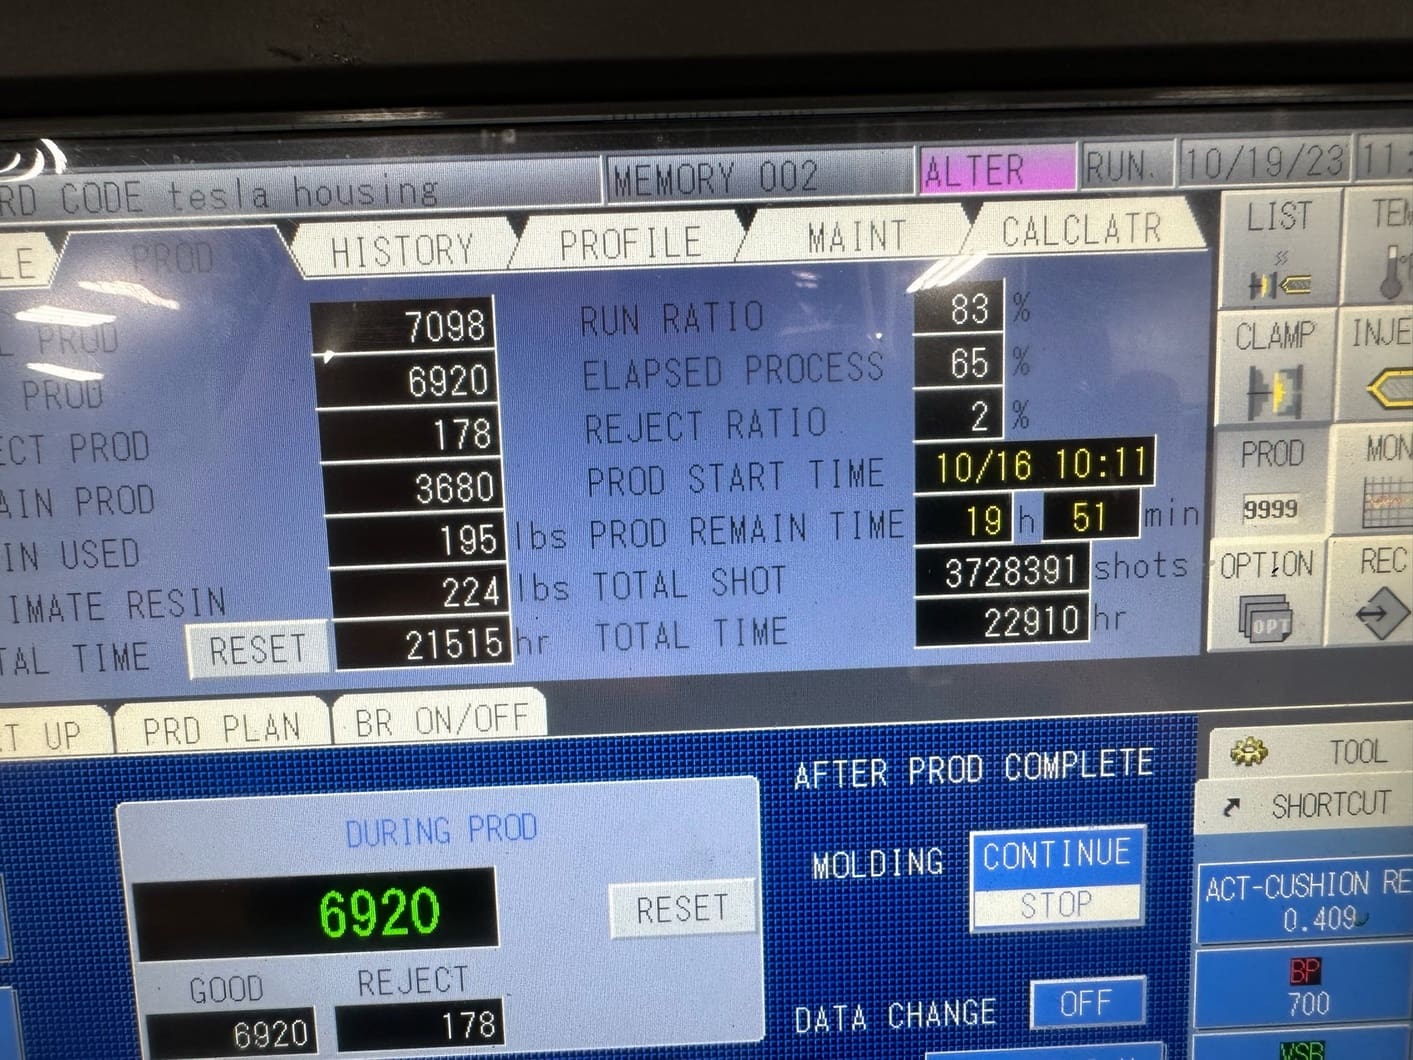 RD CODE tesla housing MEMORY 002 ALTER RUN. 10/19/23 11:
LE PROD HISTORY PROFILE MAINT CALCLATR LIST TEM
L PROD 7098 RUN RATIO 83 %
PROD 6920 ELAPSED PROCESS 65 % CLAMP INJE
ECT PROD 178 REJECT RATIO 2 %
AIN PROD 3680 PROD START TIME 10/16 10:11 PROD MON
IN USED 195 lbs PROD REMAIN TIME 19 h 51 min 9999
IMATE RESIN 224 lbs TOTAL SHOT 3728391 shots OPTION REC
TAL TIME RESET 21515 hr TOTAL TIME 22910 hr OPT
T UP PRD PLAN BR ON/OFF
AFTER PROD COMPLETE TOOL
DURING PROD SHORTCUT
MOLDING CONTINUE
STOP
6920 RESET ACT-CUSHION RE
0.409
GOOD REJECT BP
6920 178 DATA CHANGE OFF 700
VSB